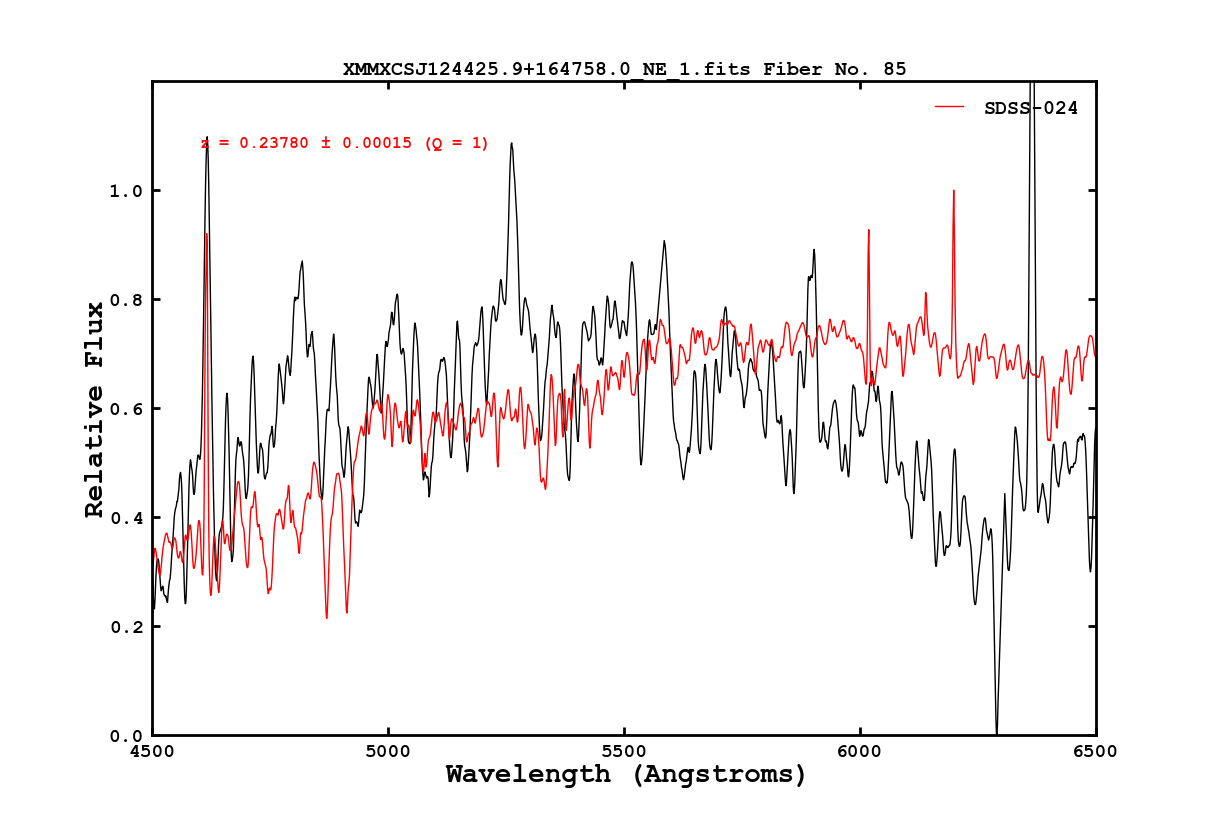 XMMXCSJ124425.9+164758.0_NE_1.fits Fiber No. 85
SDSS-024
z = 0.23780 ± 0.00015 (Q = 1)
1.0
0.8
0.6
0.4
0.2
0.0
Relative Flux
4500 5000 5500 6000 6500
Wavelength (Angstroms)